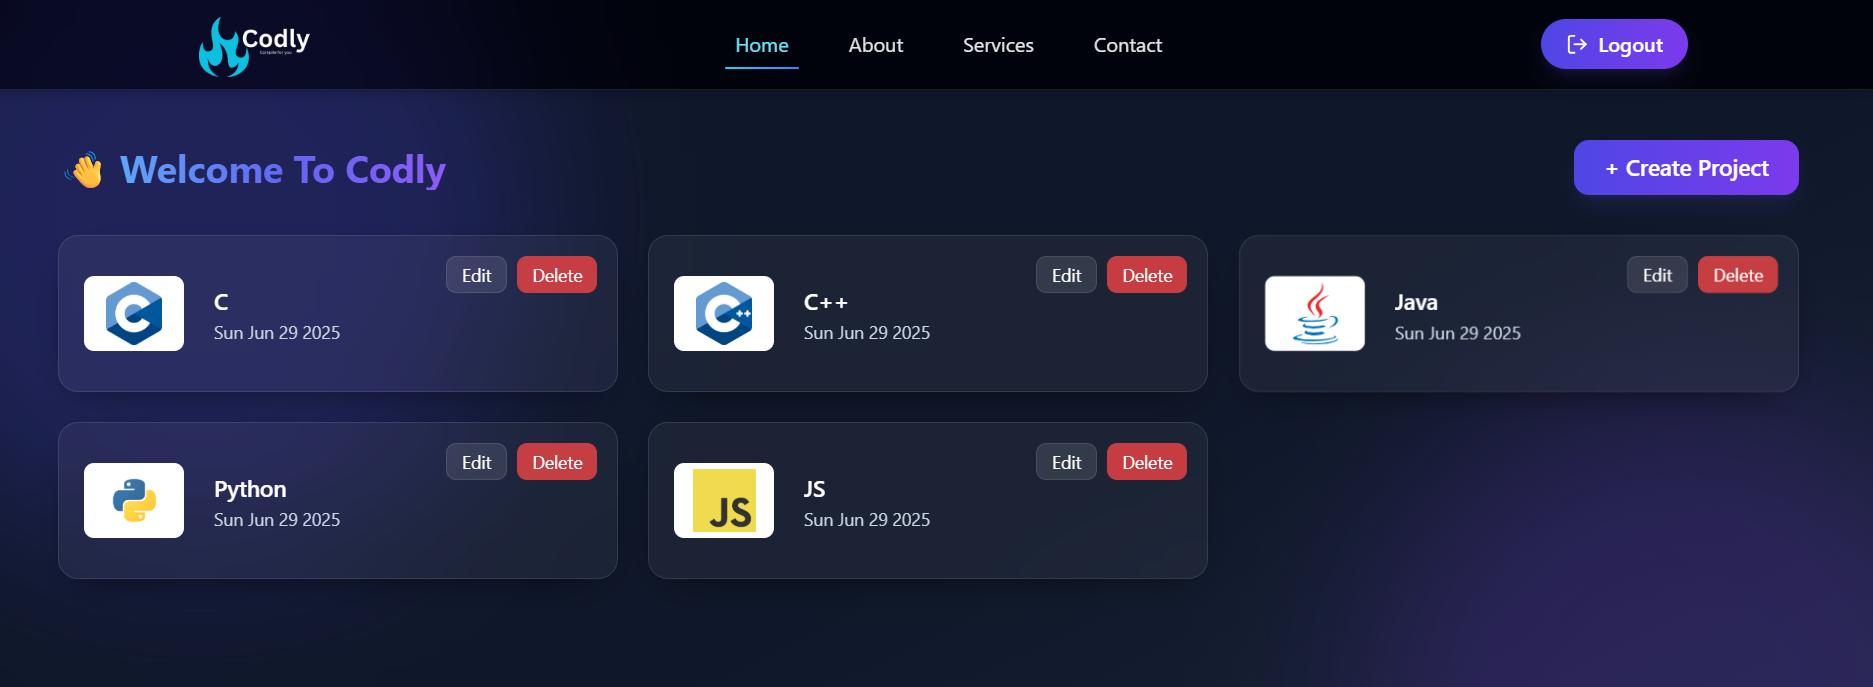 Codly
Home About Services Contact
Logout
👋 Welcome To Codly
+ Create Project
Edit Delete
C
Sun Jun 29 2025
Edit Delete
C++
Sun Jun 29 2025
Edit Delete
Java
Sun Jun 29 2025
Edit Delete
Python
Sun Jun 29 2025
Edit Delete
JS
JS
Sun Jun 29 2025